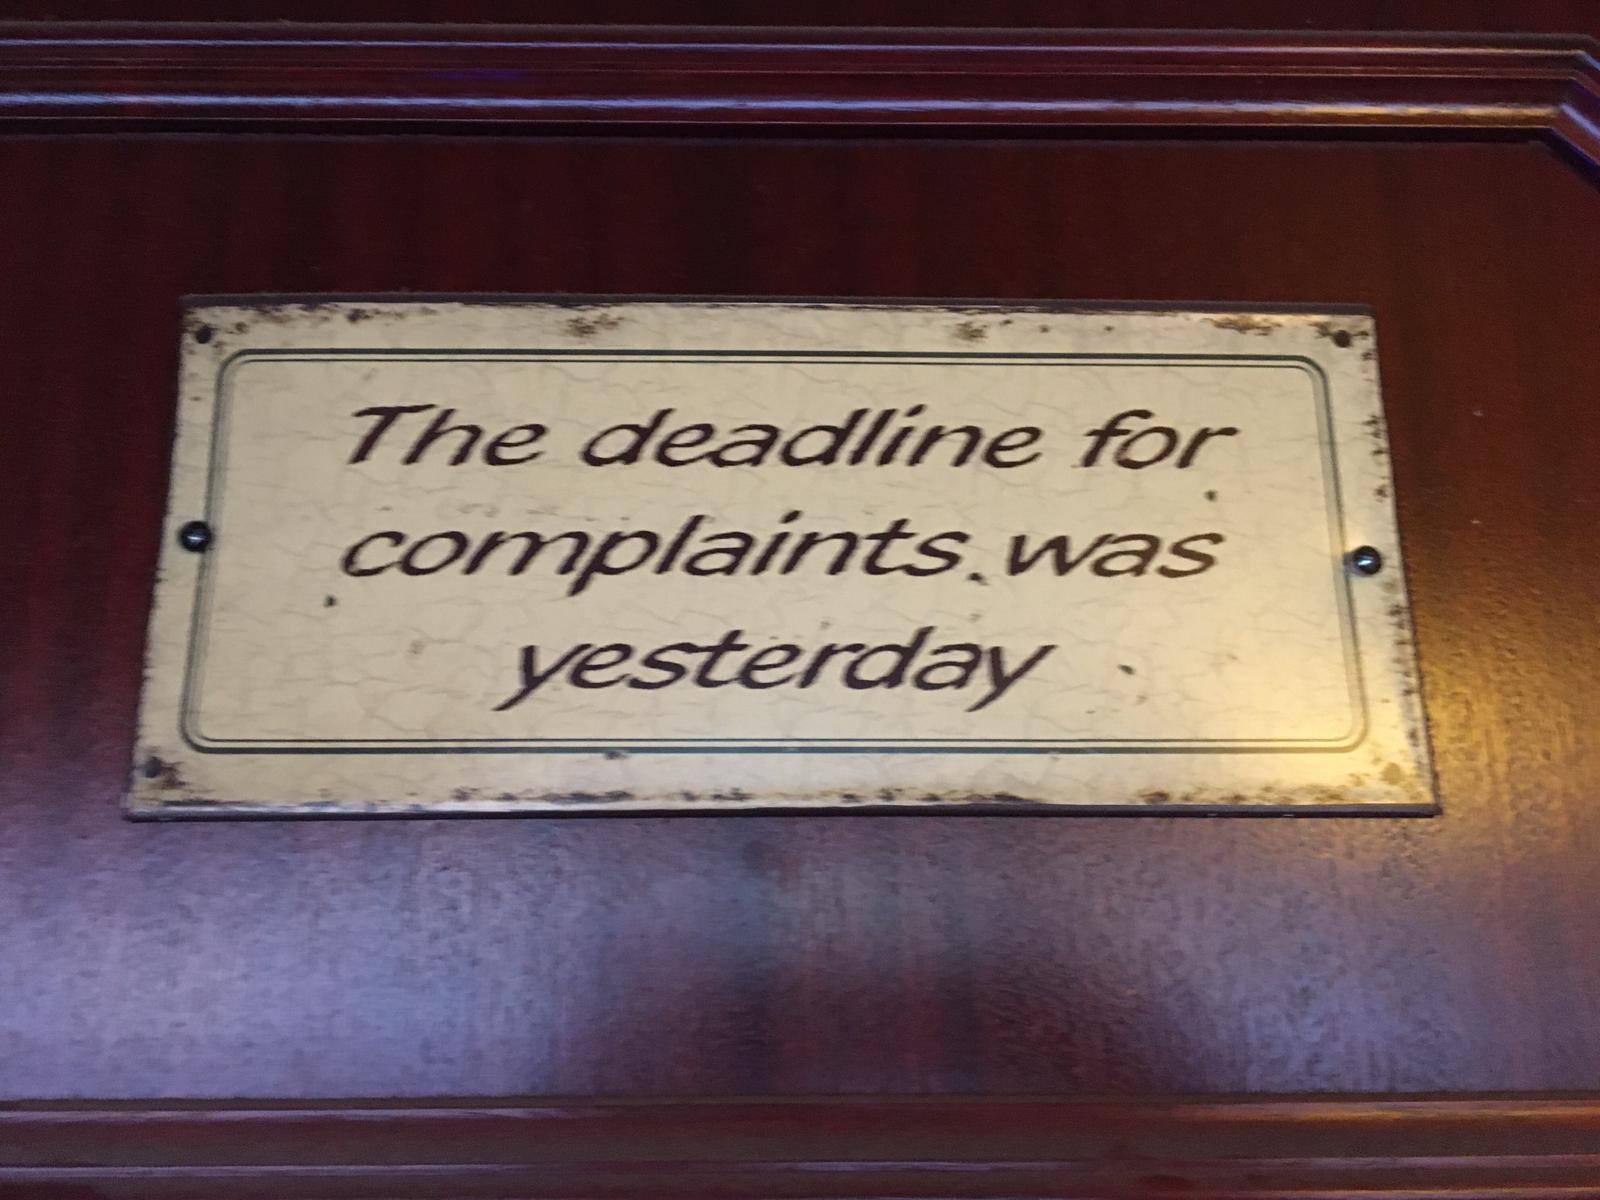 The deadline for
complaints was
yesterday